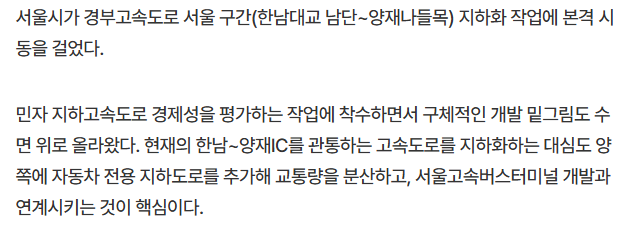 서울시가 경부고속도로 서울 구간(한남대교 남단~양재나들목) 지하화 작업에 본격 시
동을 걸었다.
민자 지하고속도로 경제성을 평가하는 작업에 착수하면서 구체적인 개발 밑그림도 수
면 위로 올라왔다. 현재의 한남~양재IC를 관통하는 고속도로를 지하화하는 대심도 양
쪽에 자동차 전용 지하도로를 추가해 교통량을 분산하고, 서울고속버스터미널 개발과
연계시키는 것이 핵심이다.